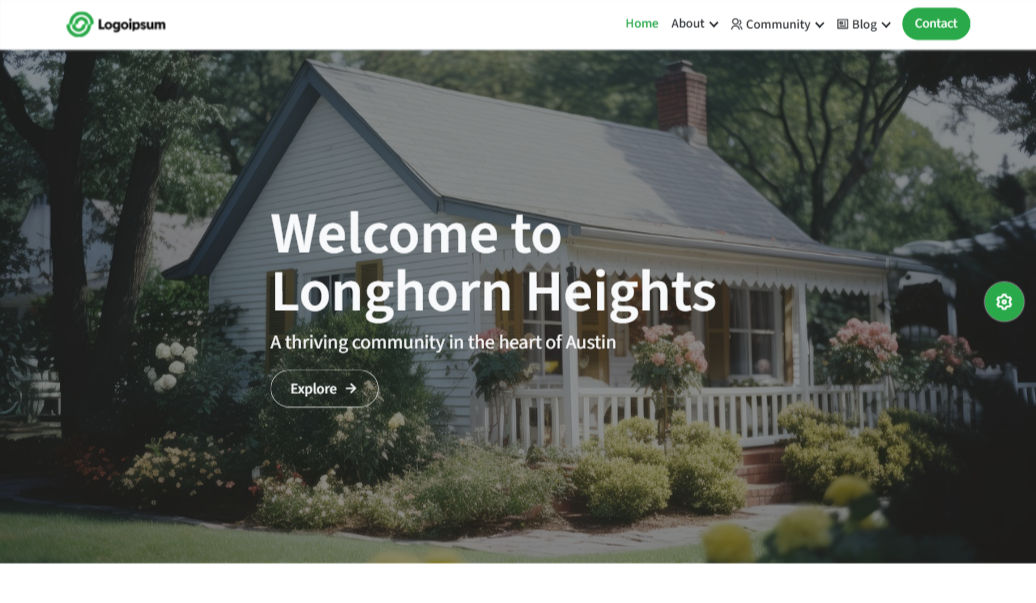 Logoipsum
Home About Community Blog Contact
Welcome to
Longhorn Heights
A thriving community in the heart of Austin
Explore